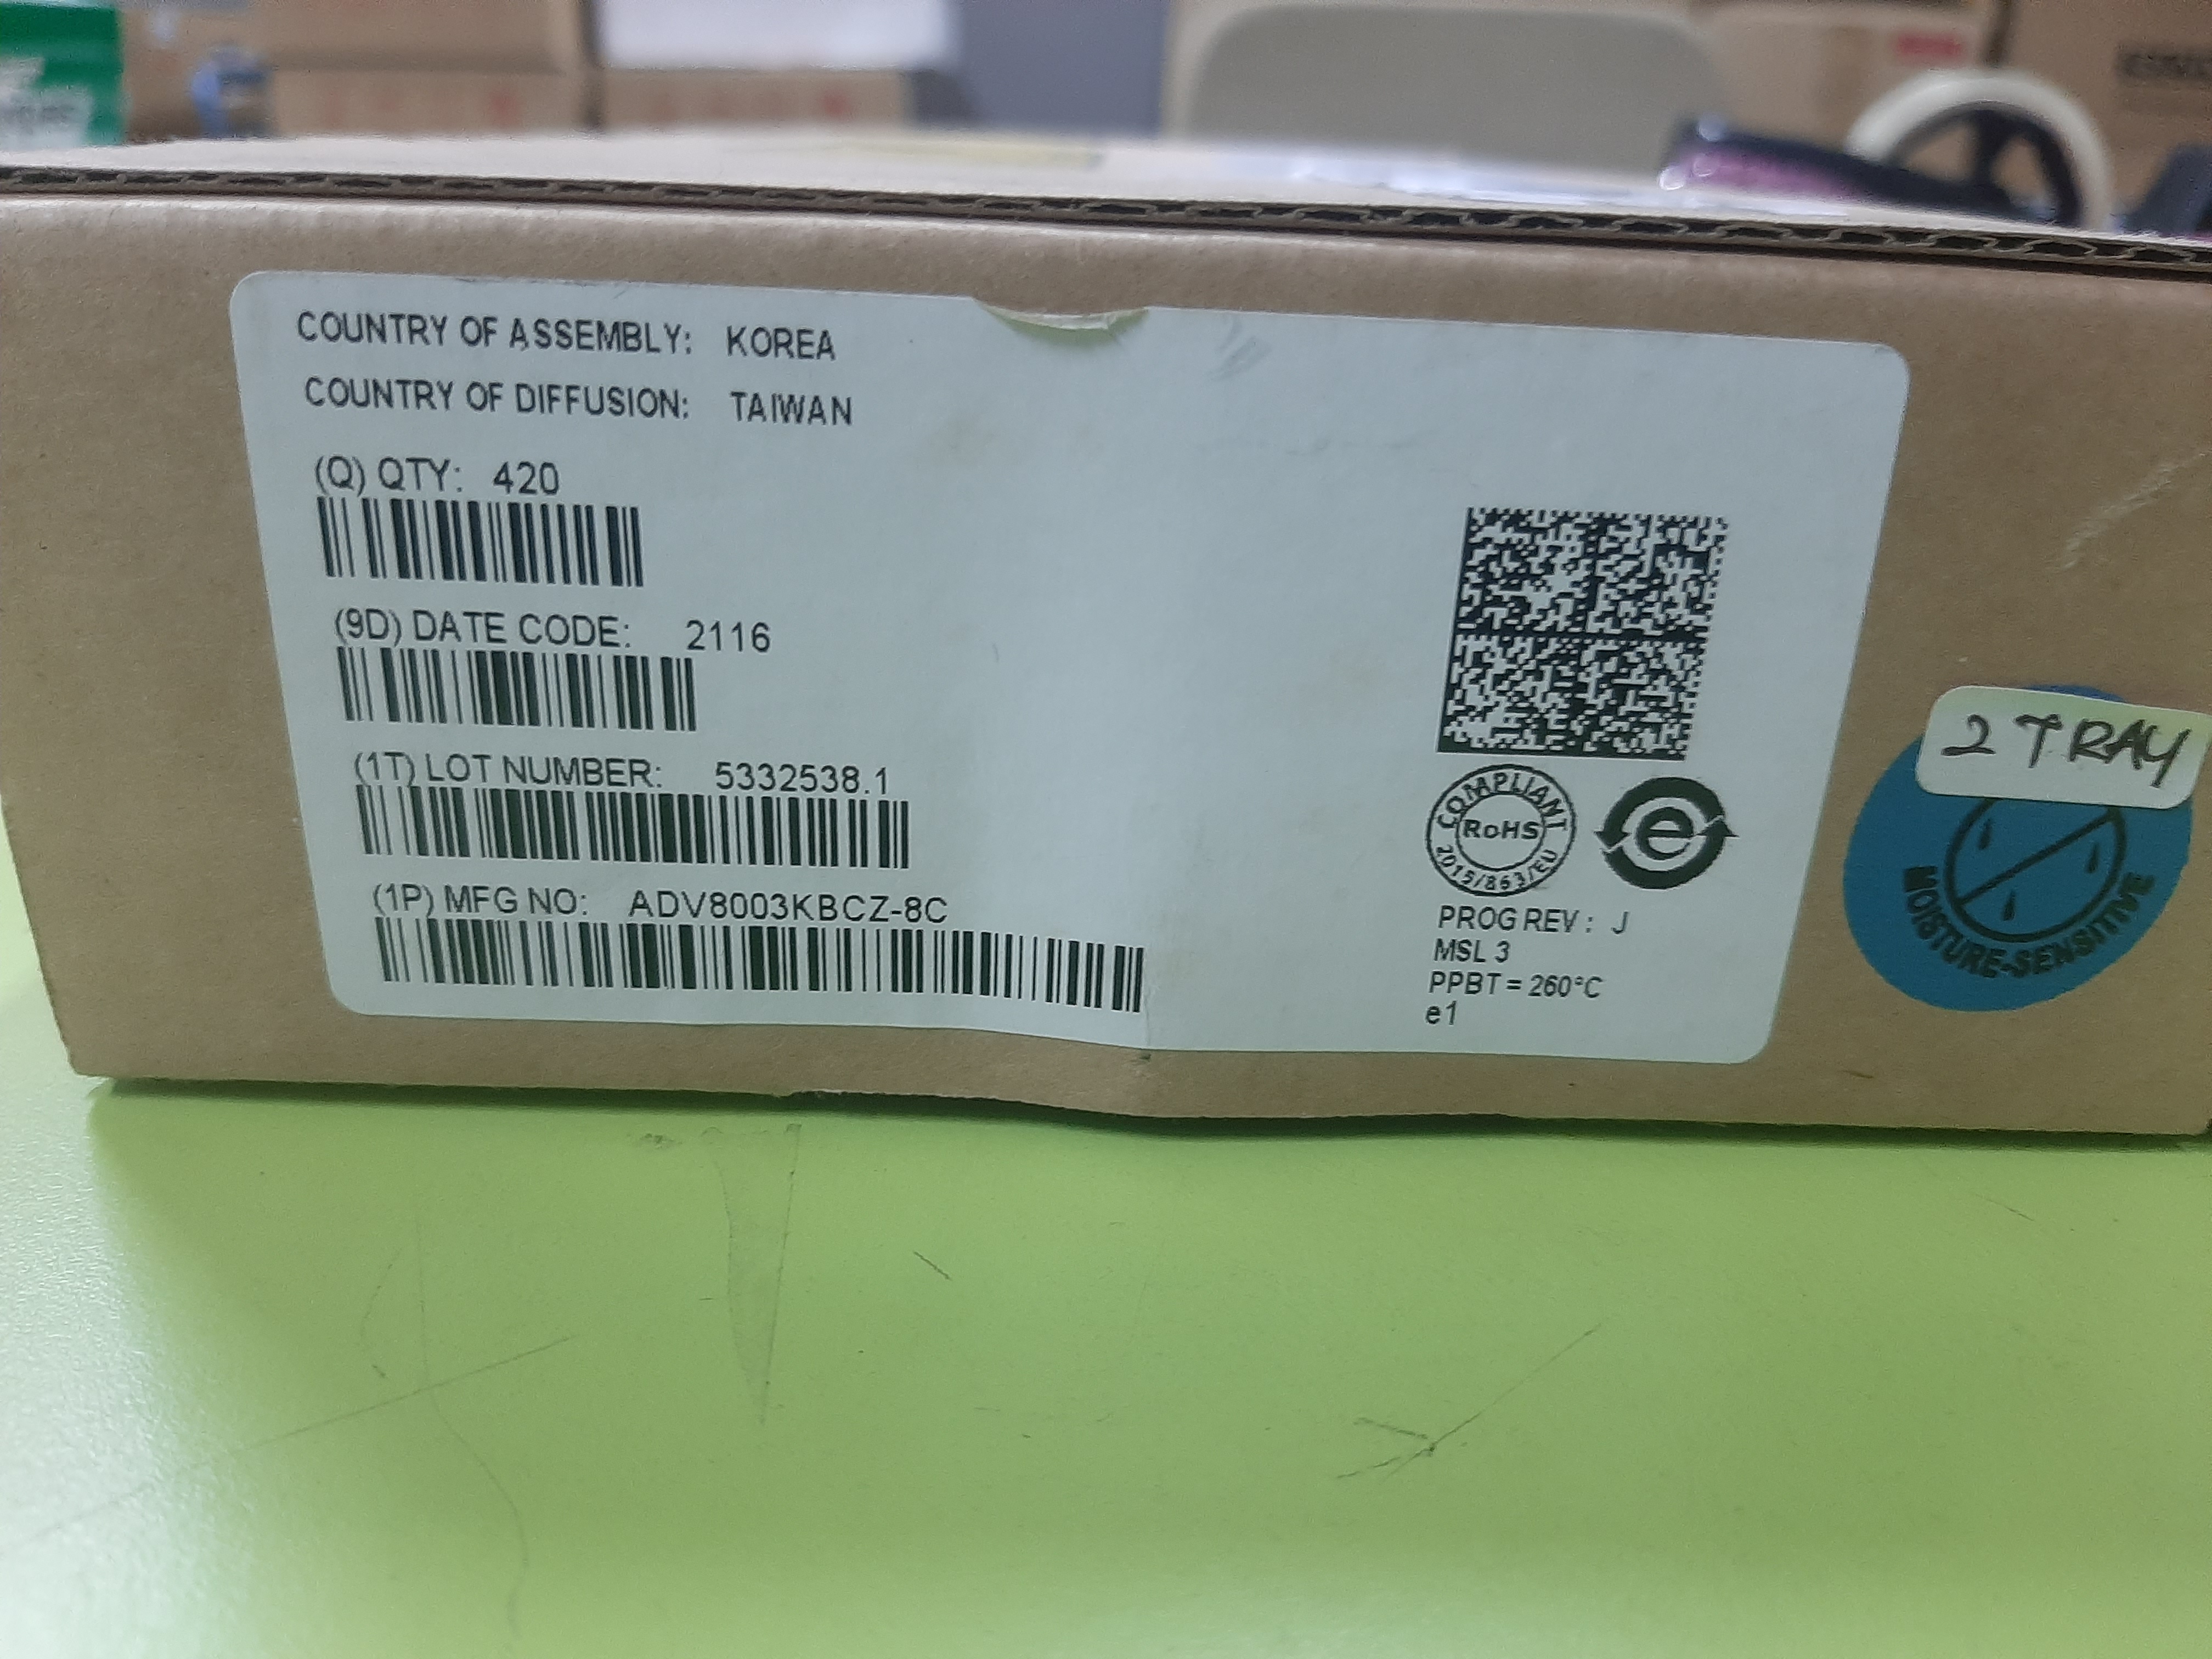 COUNTRY OF ASSEMBLY: KOREA
COUNTRY OF DIFFUSION: TAIWAN
(Q) QTY: 420
(9D) DATE CODE: 2116
(1T) LOT NUMBER: 5332538.1
(1P) MFG NO: ADV8003KBCZ-8C
COMPLIANT
RoHS
2015/863/EU
e
PROG REV: J
MSL 3
PPBT = 260°C
e1
2 TRAY
MOISTURE-SENSITIVE